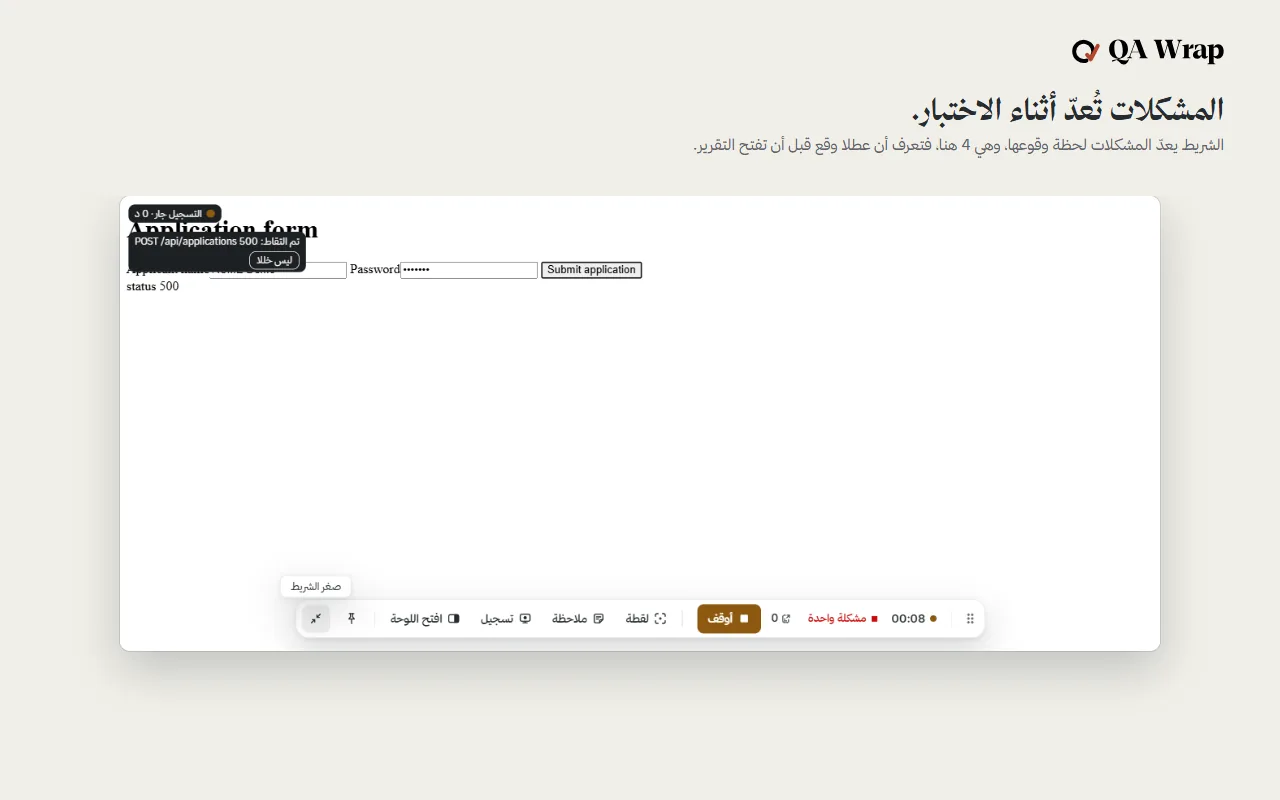 QA Wrap
المشكلات تُعدّ أثناء الاختبار.
الشريط يعدّ المشكلات لحظة وقوعها، وهي 4 هنا، فتعرف أن عطلا وقع قبل أن تفتح التقرير.
التسجيل جار · 0 د
Application form
تم التقاط: POST /api/applications 500
ليس خللا
Password ••••••• Submit application
status 500
صغر الشريط
00:08 مشكلة واحدة 0 أوقف لقطة ملاحظة تسجيل افتح اللوحة